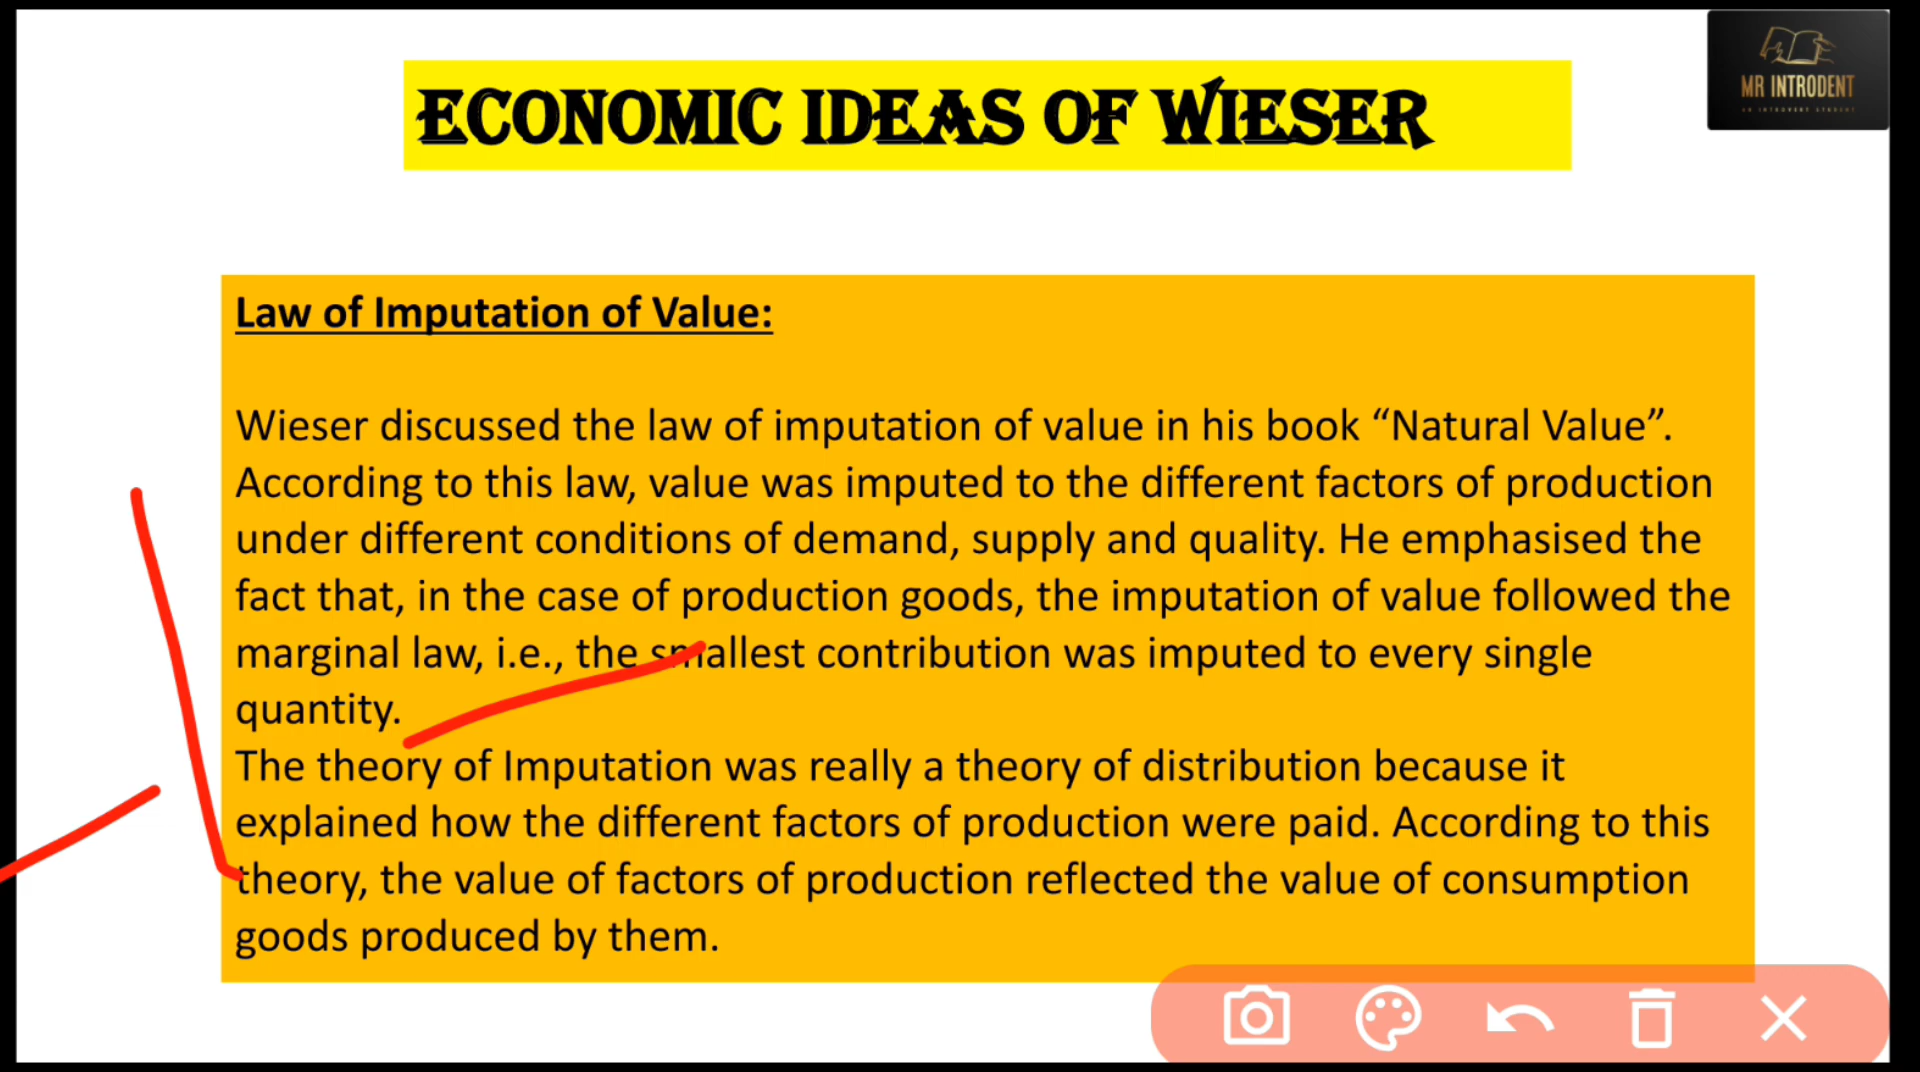 MR INTRODENT
AN INTROVERT STUDENT
ECONOMIC IDEAS OF WIESER
Law of Imputation of Value:
Wieser discussed the law of imputation of value in his book “Natural Value”.
According to this law, value was imputed to the different factors of production
under different conditions of demand, supply and quality. He emphasised the
fact that, in the case of production goods, the imputation of value followed the
marginal law, i.e., the smallest contribution was imputed to every single
quantity.
The theory of Imputation was really a theory of distribution because it
explained how the different factors of production were paid. According to this
theory, the value of factors of production reflected the value of consumption
goods produced by them.